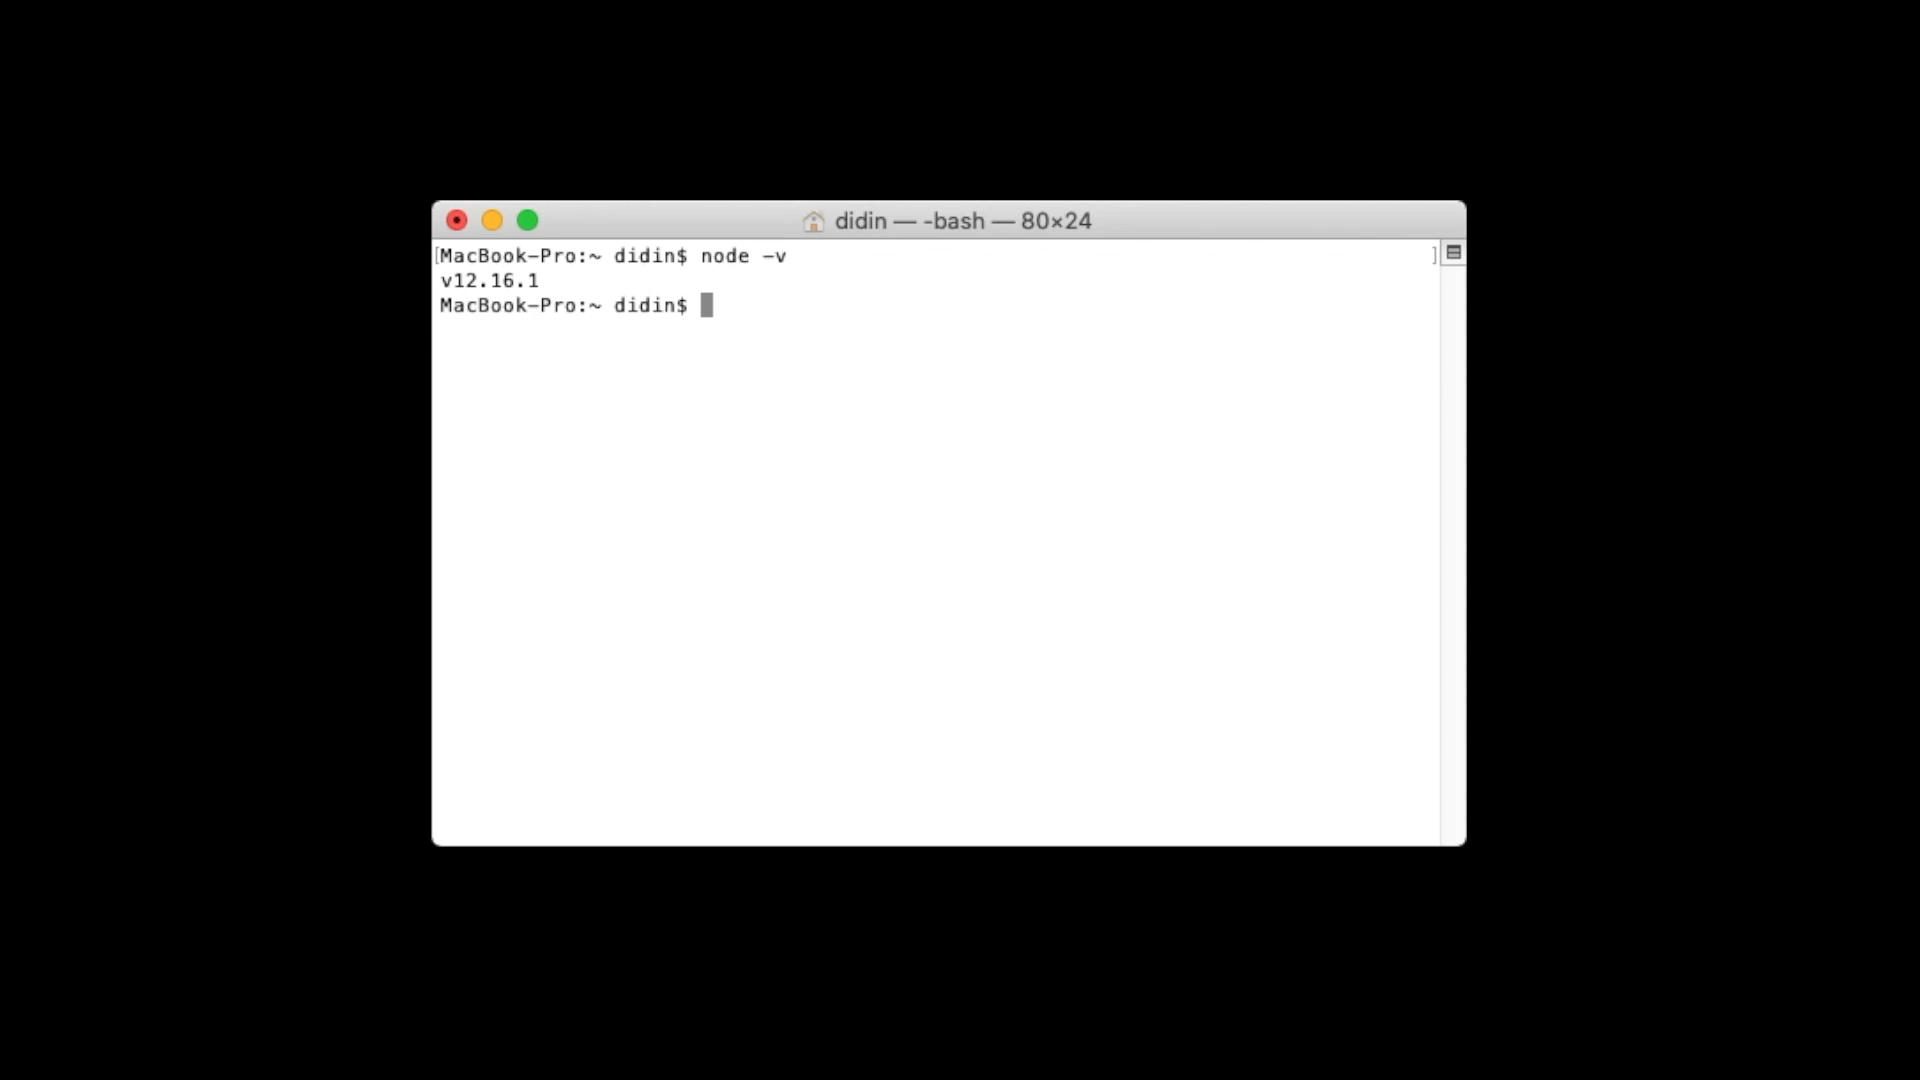 didin — -bash — 80×24
[MacBook-Pro:~ didin$ node -v ]
v12.16.1
MacBook-Pro:~ didin$